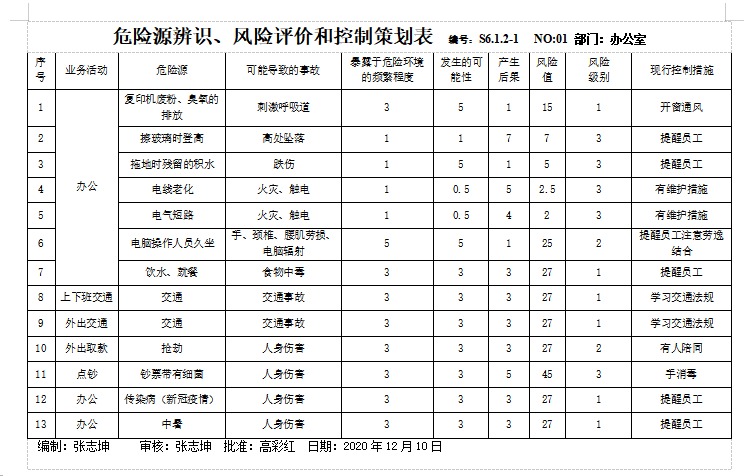 危险源辨识、风险评价和控制策划表 编号：S6.1.2-1 NO:01 部门：办公室
序号 业务活动 危险源 可能导致的事故 暴露于危险环境的频繁程度 发生的可能性 产生后果 风险值 风险级别 现行控制措施
1 办公 复印机废粉、臭氧的排放 刺激呼吸道 3 5 1 15 1 开窗通风
2 擦玻璃时登高 高处坠落 1 1 7 7 3 提醒员工
3 拖地时残留的积水 跌伤 1 5 1 5 3 提醒员工
4 电线老化 火灾、触电 1 0.5 5 2.5 3 有维护措施
5 电气短路 火灾、触电 1 0.5 4 2 3 有维护措施
6 电脑操作人员久坐 手、颈椎、腰肌劳损、电脑辐射 5 5 1 25 2 提醒员工注意劳逸结合
7 饮水、就餐 食物中毒 3 3 3 27 1 提醒员工
8 上下班交通 交通 交通事故 3 3 3 27 1 学习交通法规
9 外出交通 交通 交通事故 3 3 3 27 1 学习交通法规
10 外出取款 抢劫 人身伤害 3 3 3 27 2 有人陪同
11 点钞 钞票带有细菌 人身伤害 3 3 5 45 3 手消毒
12 办公 传染病（新冠疫情） 人身伤害 3 3 3 27 1 提醒员工
13 办公 中暑 人身伤害 3 3 3 27 1 提醒员工
编制：张志坤 审核：张志坤 批准：高彩红 日期：2020年12月10日